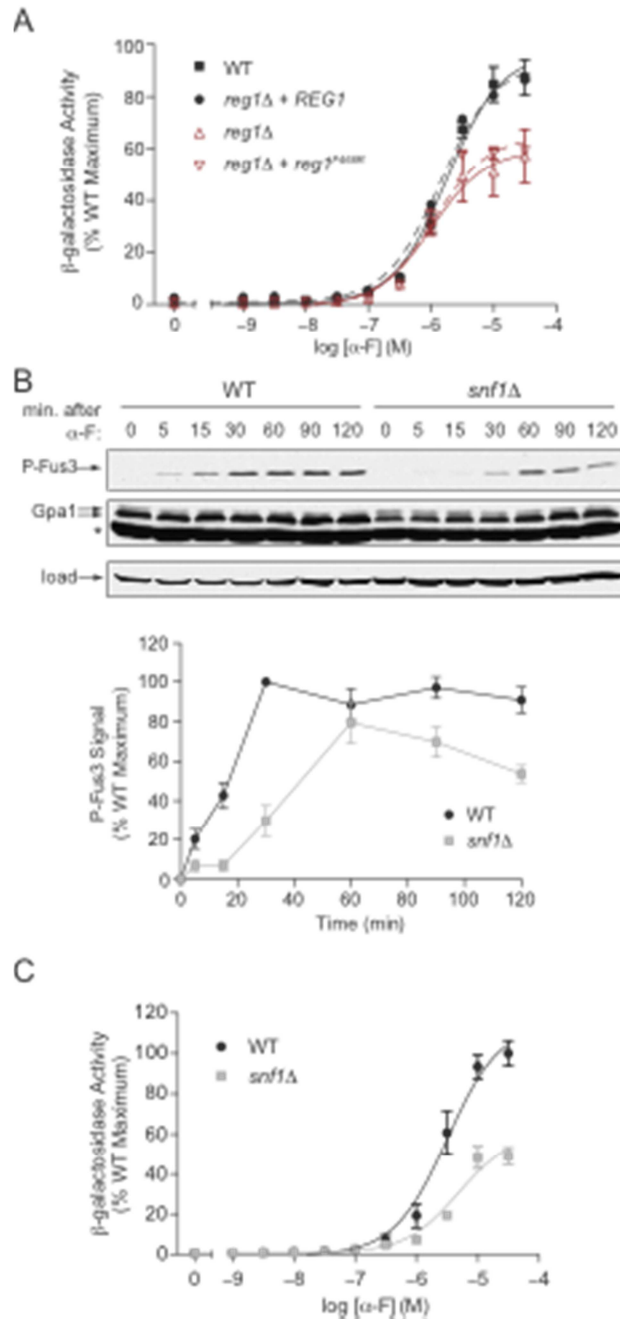 A
β-galactosidase Activity
(% WT Maximum)
100
80
60
40
20
0
WT
reg1Δ + REG1
reg1Δ
reg1Δ + reg1
0
−9
−8
−7
−6
−5
−4
log [α-F] (M)
B
WT
snf1Δ
min. after
α-F:
0 5 15 30 60 90 120 0 5 15 30 60 90 120
P-Fus3
Gpa1
*
load
P-Fus3 Signal
(% WT Maximum)
120
100
80
60
40
20
0
WT
snf1Δ
0 20 40 60 80 100 120
Time (min)
C
β-galactosidase Activity
(% WT Maximum)
120
100
80
60
40
20
0
WT
snf1Δ
0
−9
−8
−7
−6
−5
−4
log [α-F] (M)